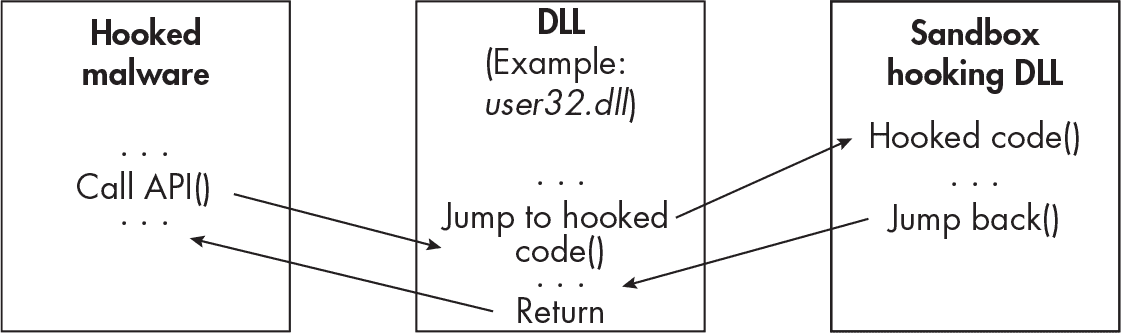 Hooked
malware
. . .
Call API()
. . .
DLL
(Example:
user32.dll)
. . .
Jump to hooked
code()
. . .
Return
Sandbox
hooking DLL
Hooked code()
. . .
Jump back()